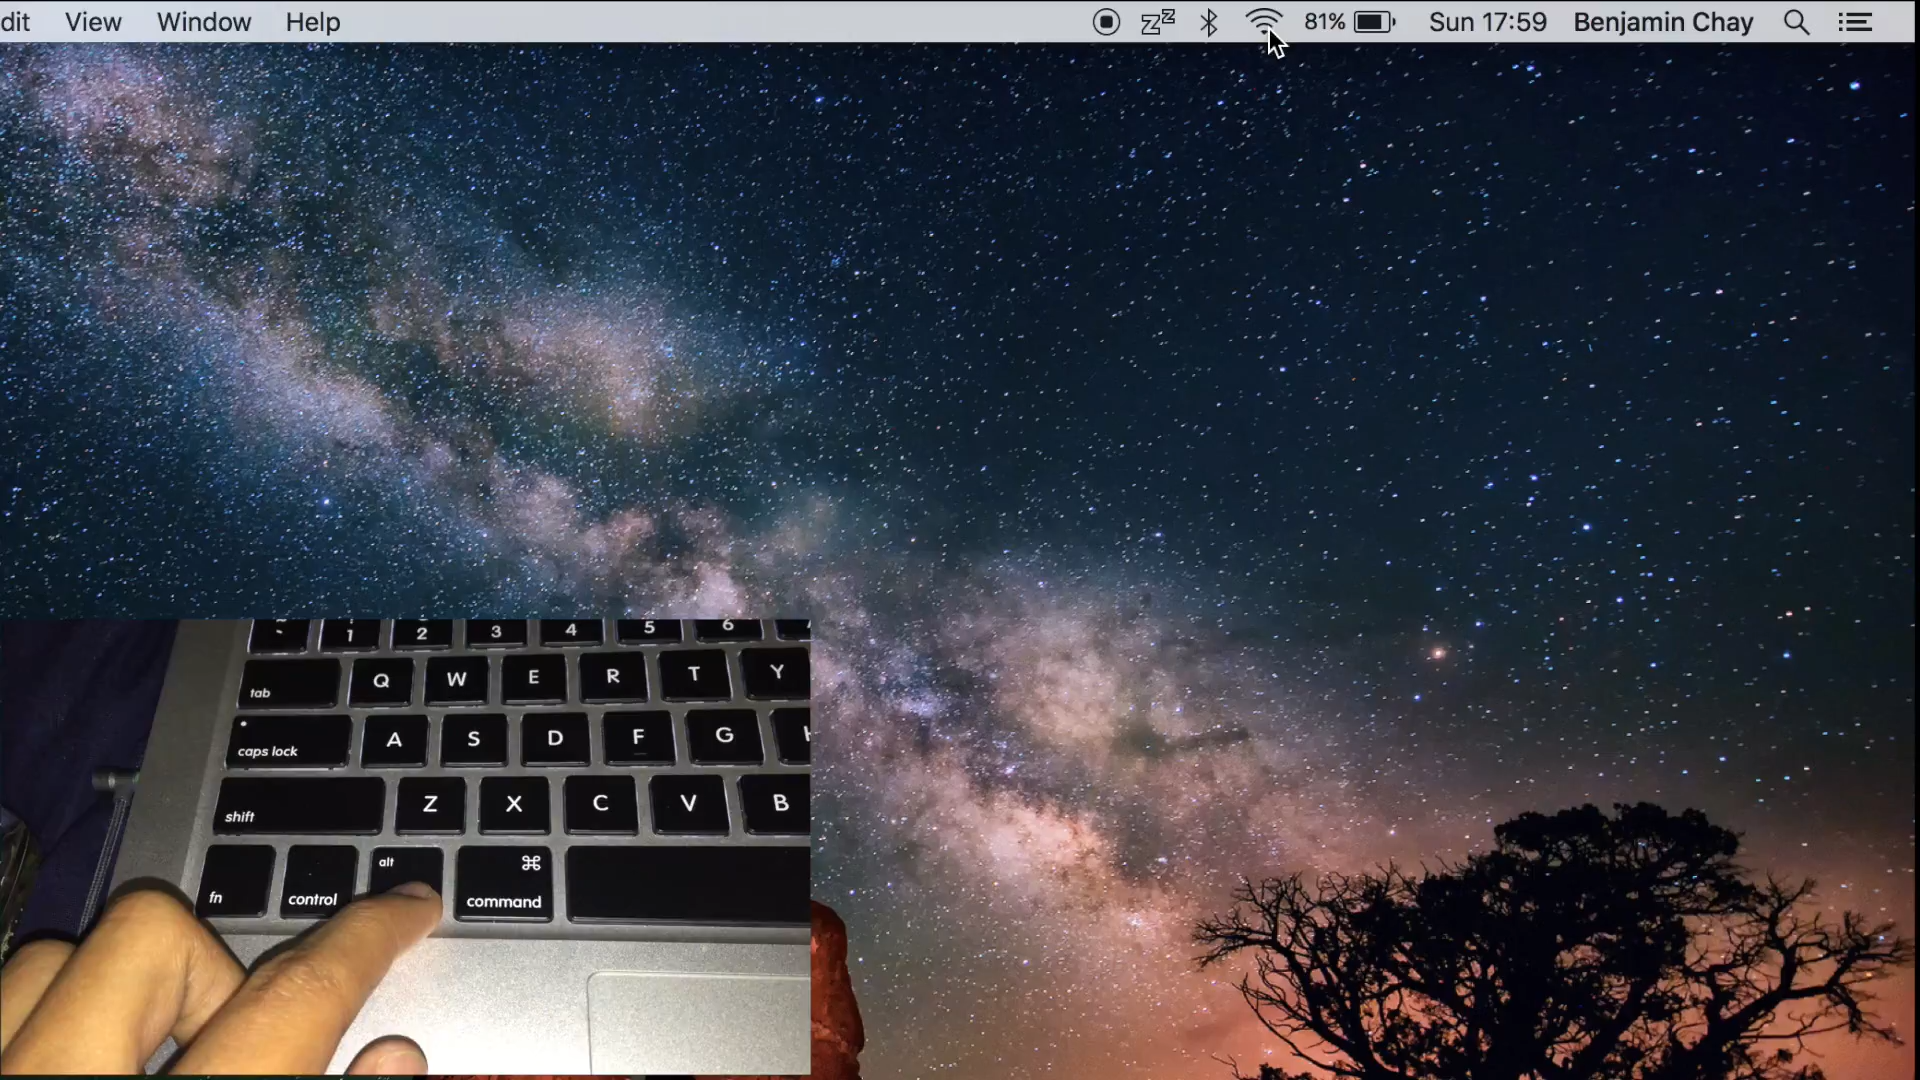 dit View Window Help 81% Sun 17:59 Benjamin Chay
~ 1 2 3 4 5 6
` 
tab Q W E R T Y
caps lock A S D F G
shift Z X C V B
fn control alt ⌘ command